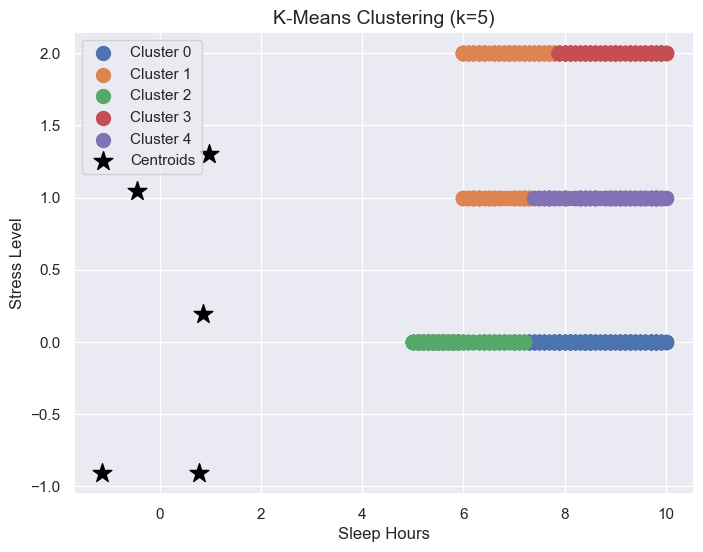 K-Means Clustering (k=5)
Cluster 0
Cluster 1
Cluster 2
Cluster 3
Cluster 4
Centroids
2.0
1.5
1.0
0.5
0.0
−0.5
−1.0
Stress Level
0 2 4 6 8 10
Sleep Hours